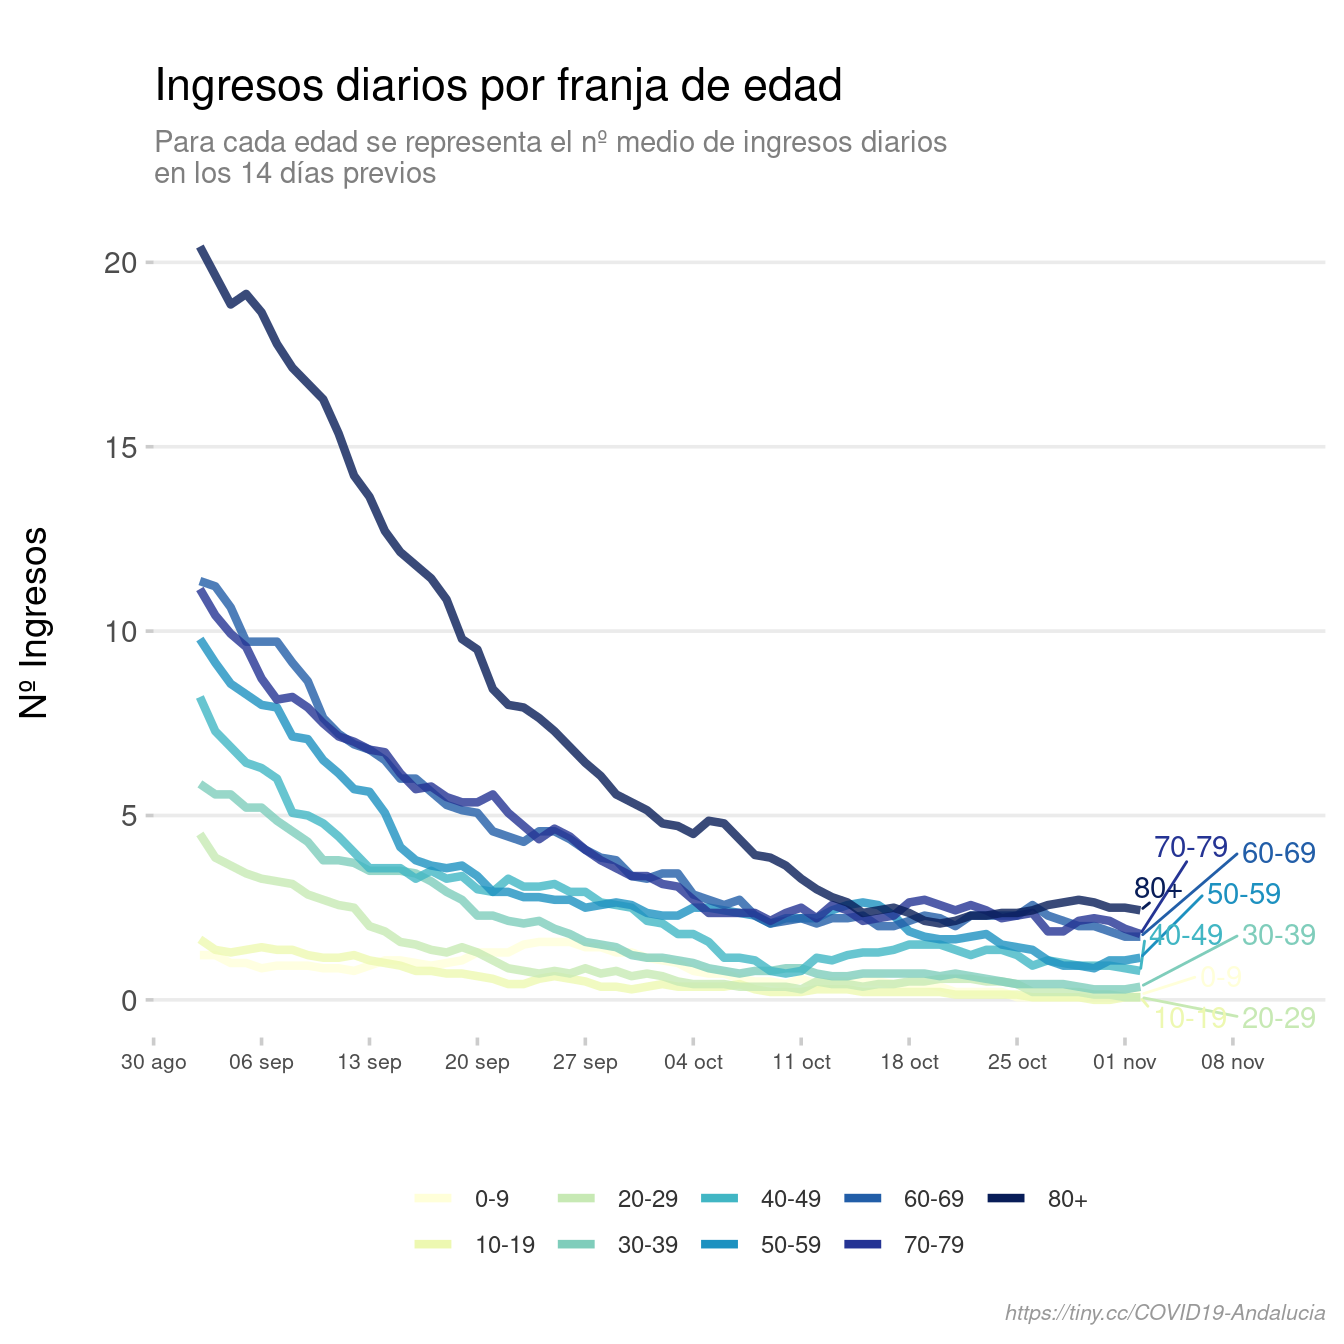 Ingresos diarios por franja de edad
Para cada edad se representa el nº medio de ingresos diarios
en los 14 días previos
Nº Ingresos
20
15
10
5
0
70-79
60-69
80+
50-59
40-49
30-39
0-9
10-19
20-29
30 ago
06 sep
13 sep
20 sep
27 sep
04 oct
11 oct
18 oct
25 oct
01 nov
08 nov
0-9
20-29
40-49
60-69
80+
10-19
30-39
50-59
70-79
https://tiny.cc/COVID19-Andalucia